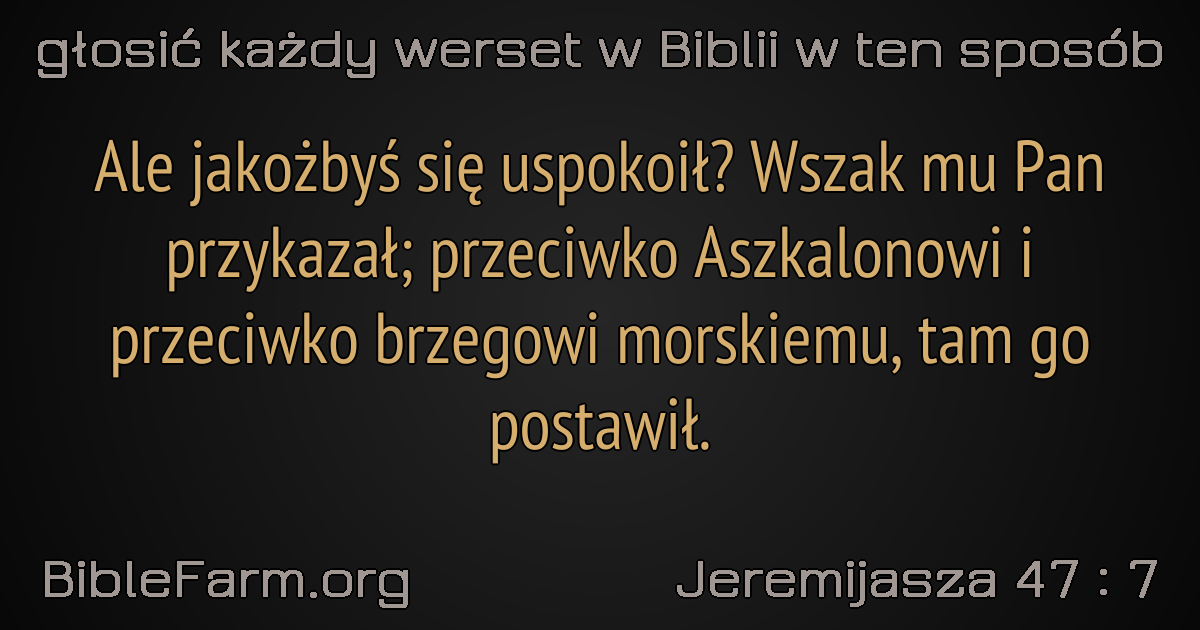 głosić każdy werset w Biblii w ten sposób
Ale jakożbyś się uspokoił? Wszak mu Pan
przykazał; przeciwko Aszkalonowi i
przeciwko brzegowi morskiemu, tam go
postawił.
BibleFarm.org
Jeremijasza 47 : 7